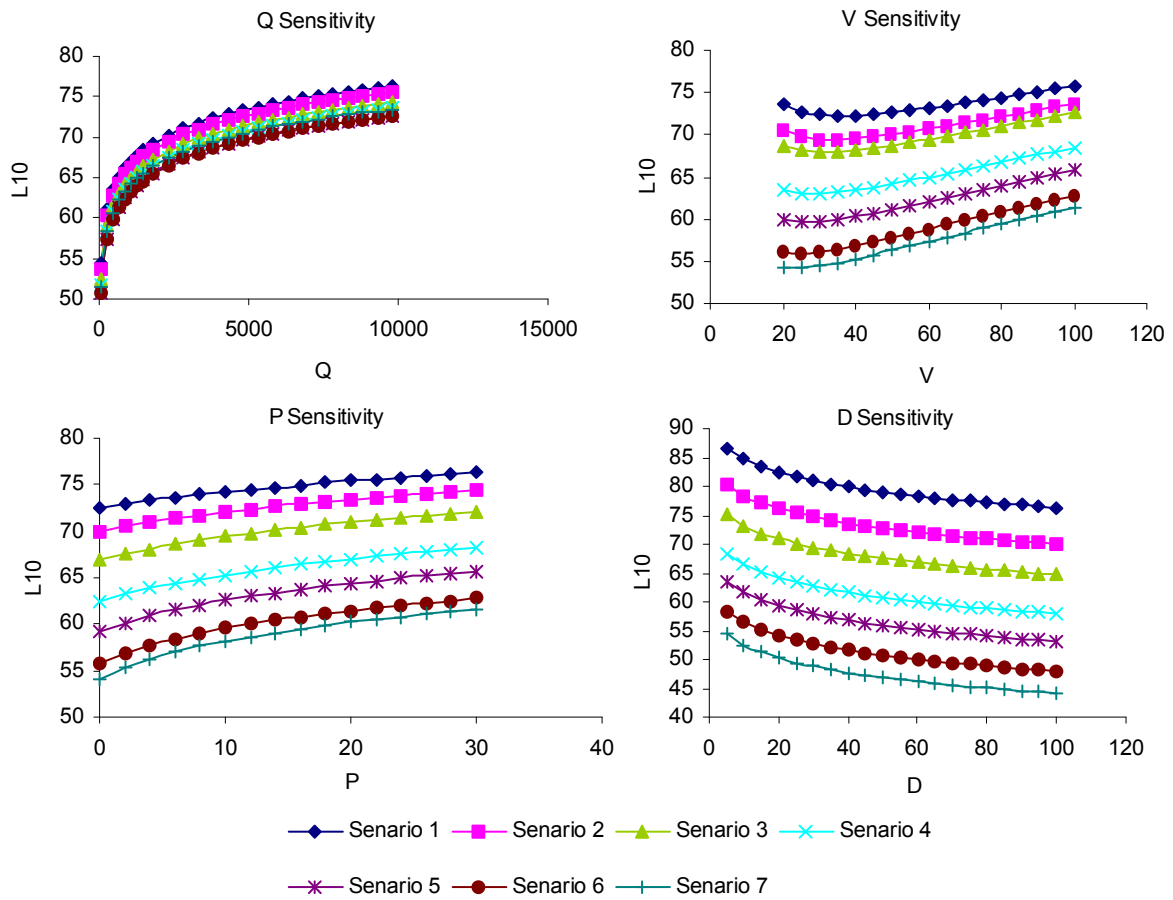 Q Sensitivity
80
75
70
65
60
55
50
L10
0
5000
10000
15000
Q
V Sensitivity
80
75
70
65
60
55
50
L10
0
20
40
60
80
100
120
V
P Sensitivity
80
75
70
65
60
55
50
L10
0
10
20
30
40
P
D Sensitivity
90
85
80
75
70
65
60
55
50
45
40
L10
0
20
40
60
80
100
120
D
Senario 1
Senario 2
Senario 3
Senario 4
Senario 5
Senario 6
Senario 7